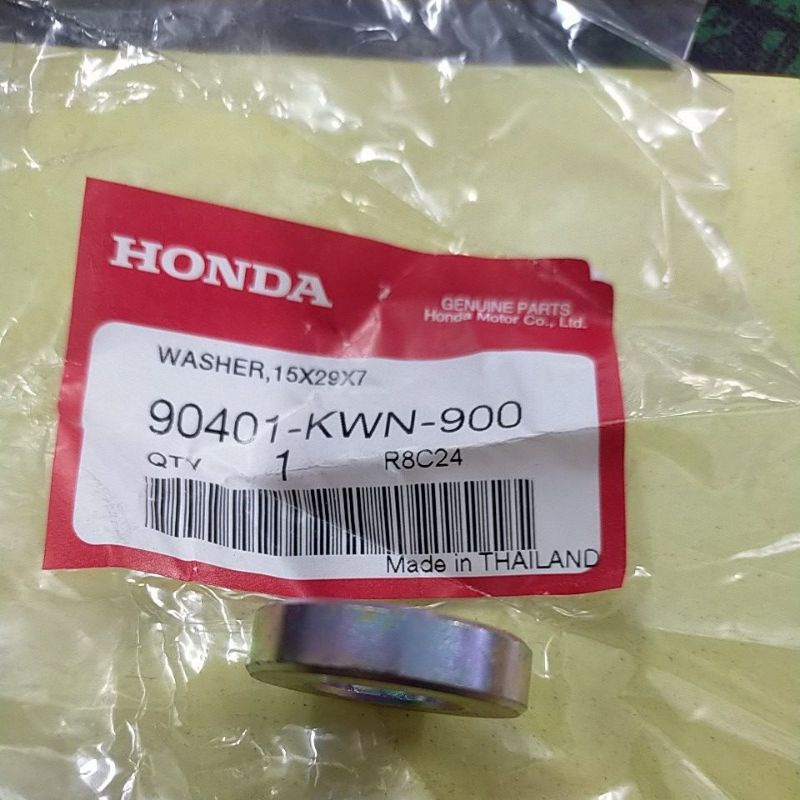 HONDA
GENUINE PARTS
Honda Motor Co., Ltd.
WASHER,15X29X7
90401-KWN-900
QTY 1 R8C24
Made in THAILAND